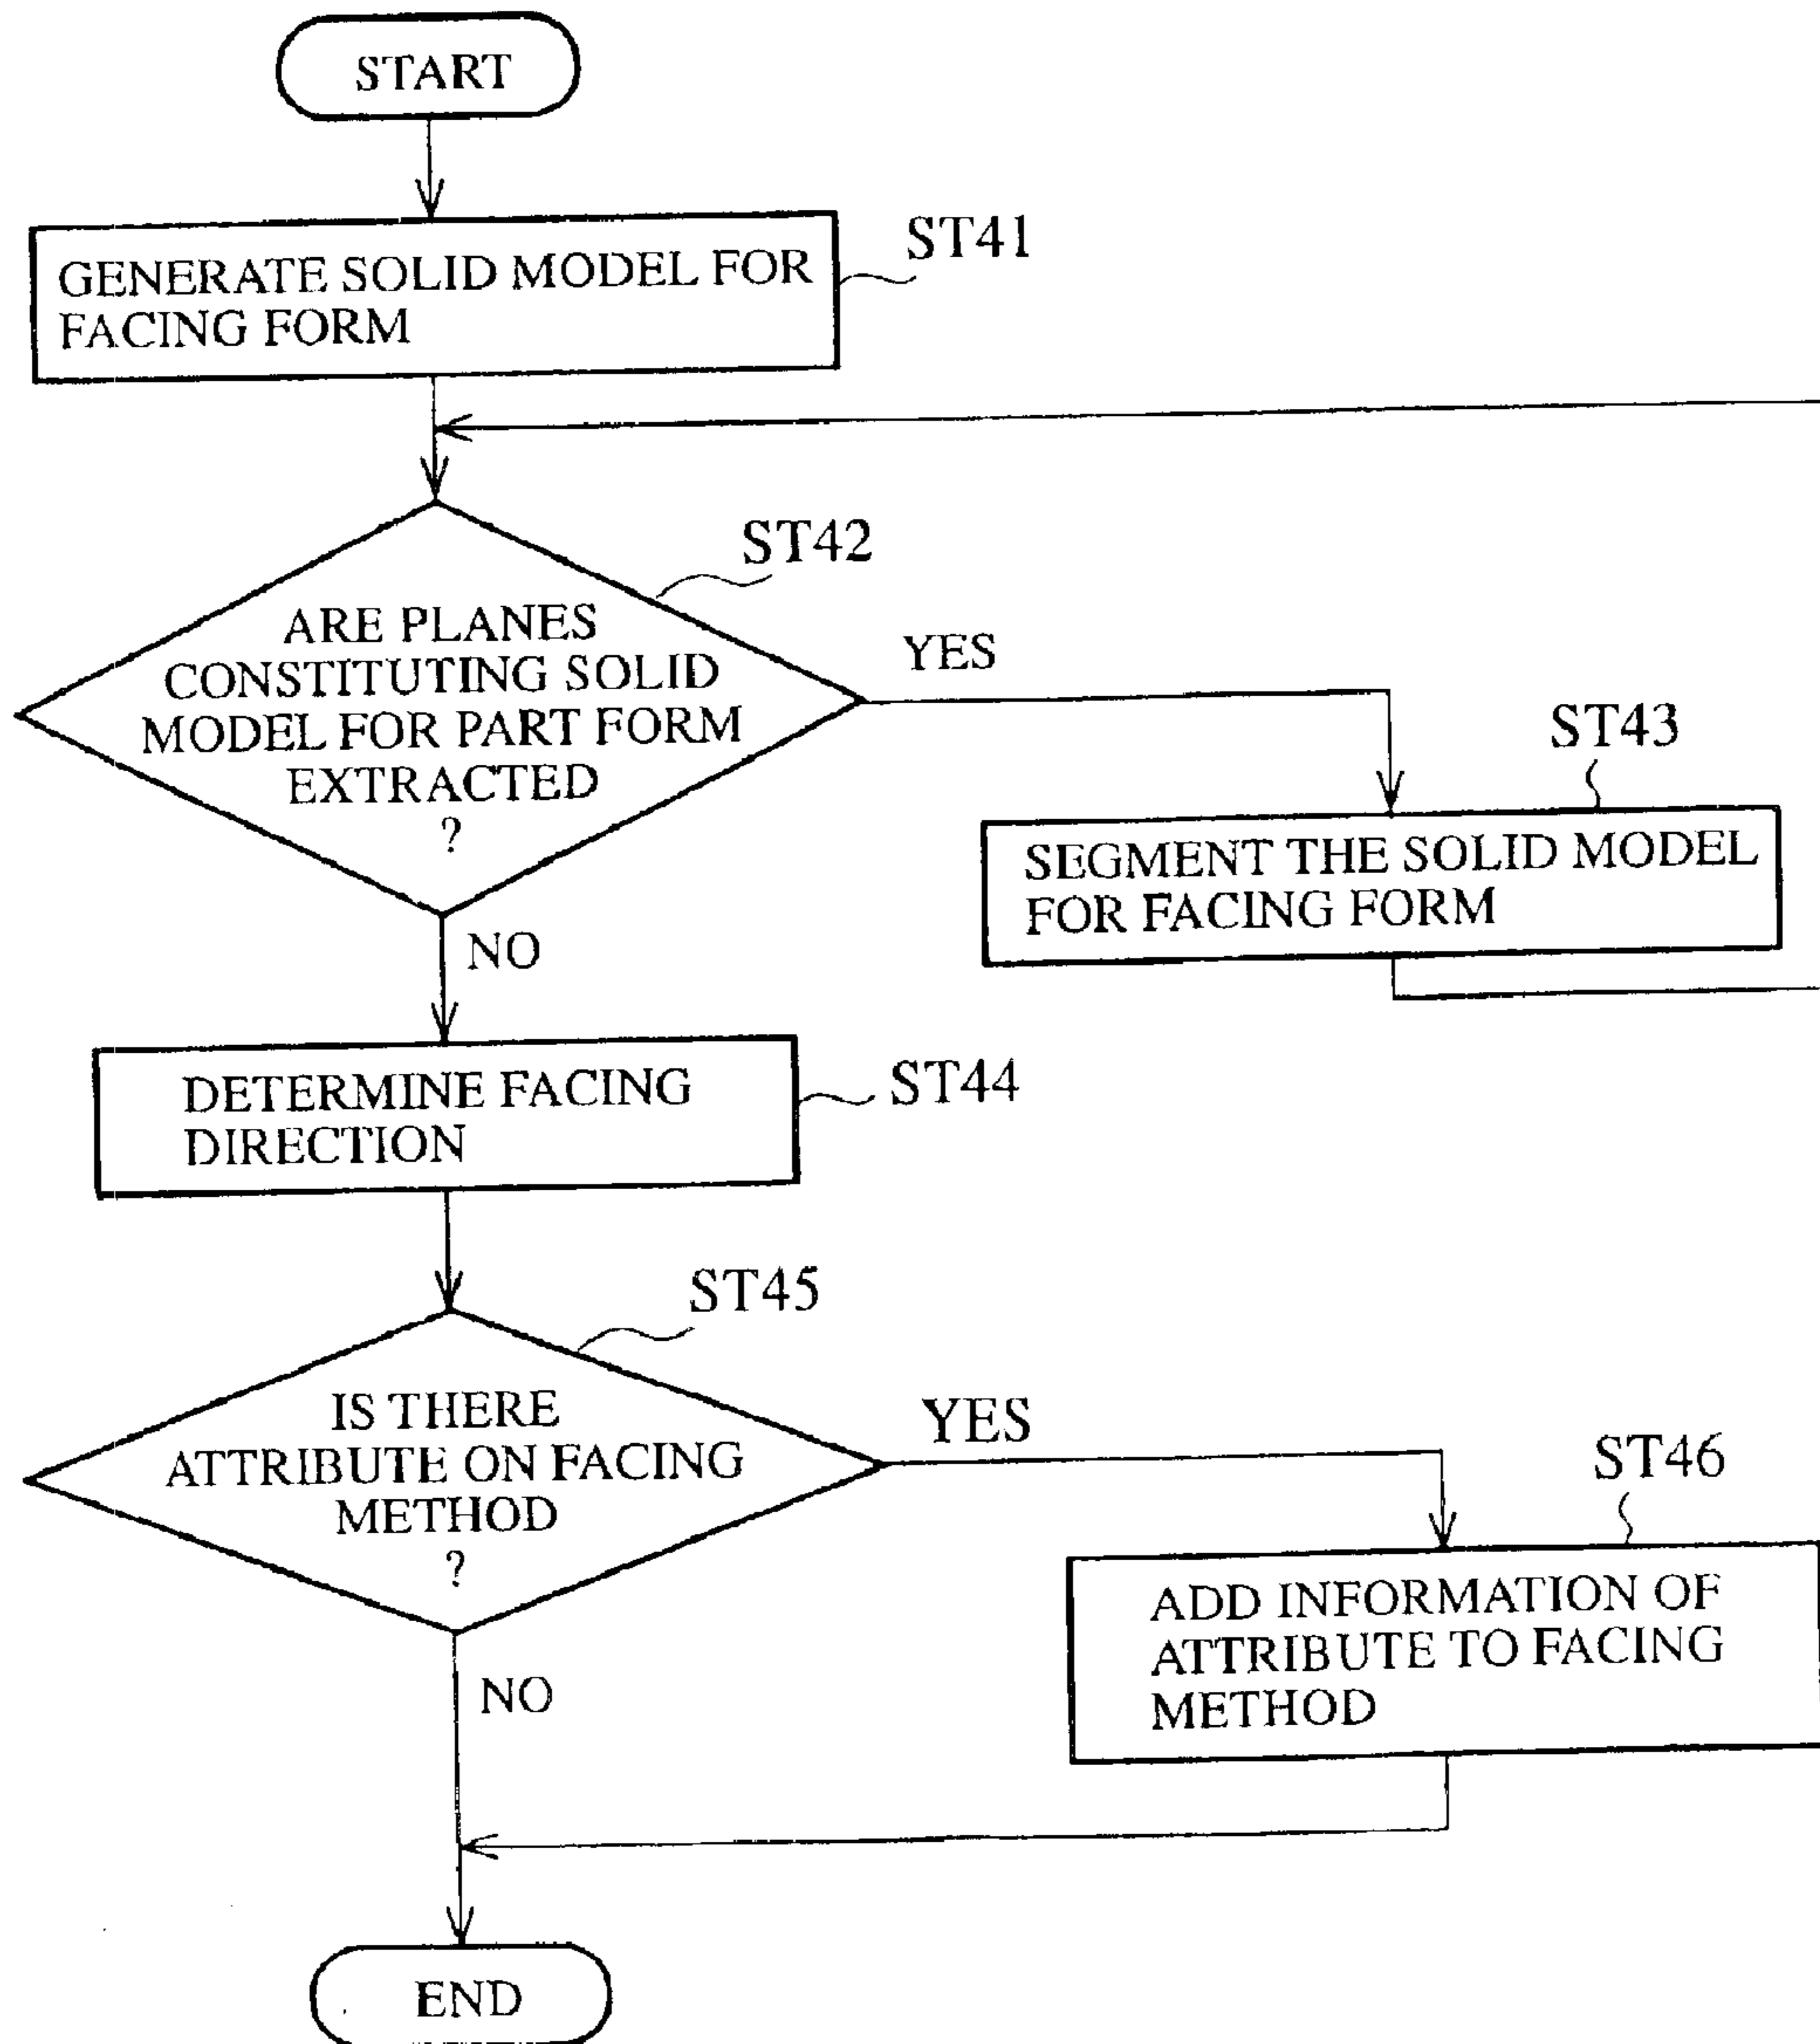 START
ST41
GENERATE SOLID MODEL FOR
FACING FORM
ST42
ARE PLANES
CONSTITUTING SOLID
MODEL FOR PART FORM
EXTRACTED
?
YES
ST43
SEGMENT THE SOLID MODEL
FOR FACING FORM
NO
DETERMINE FACING
DIRECTION
ST44
ST45
IS THERE
ATTRIBUTE ON FACING
METHOD
?
YES
ST46
ADD INFORMATION OF
ATTRIBUTE TO FACING
METHOD
NO
END